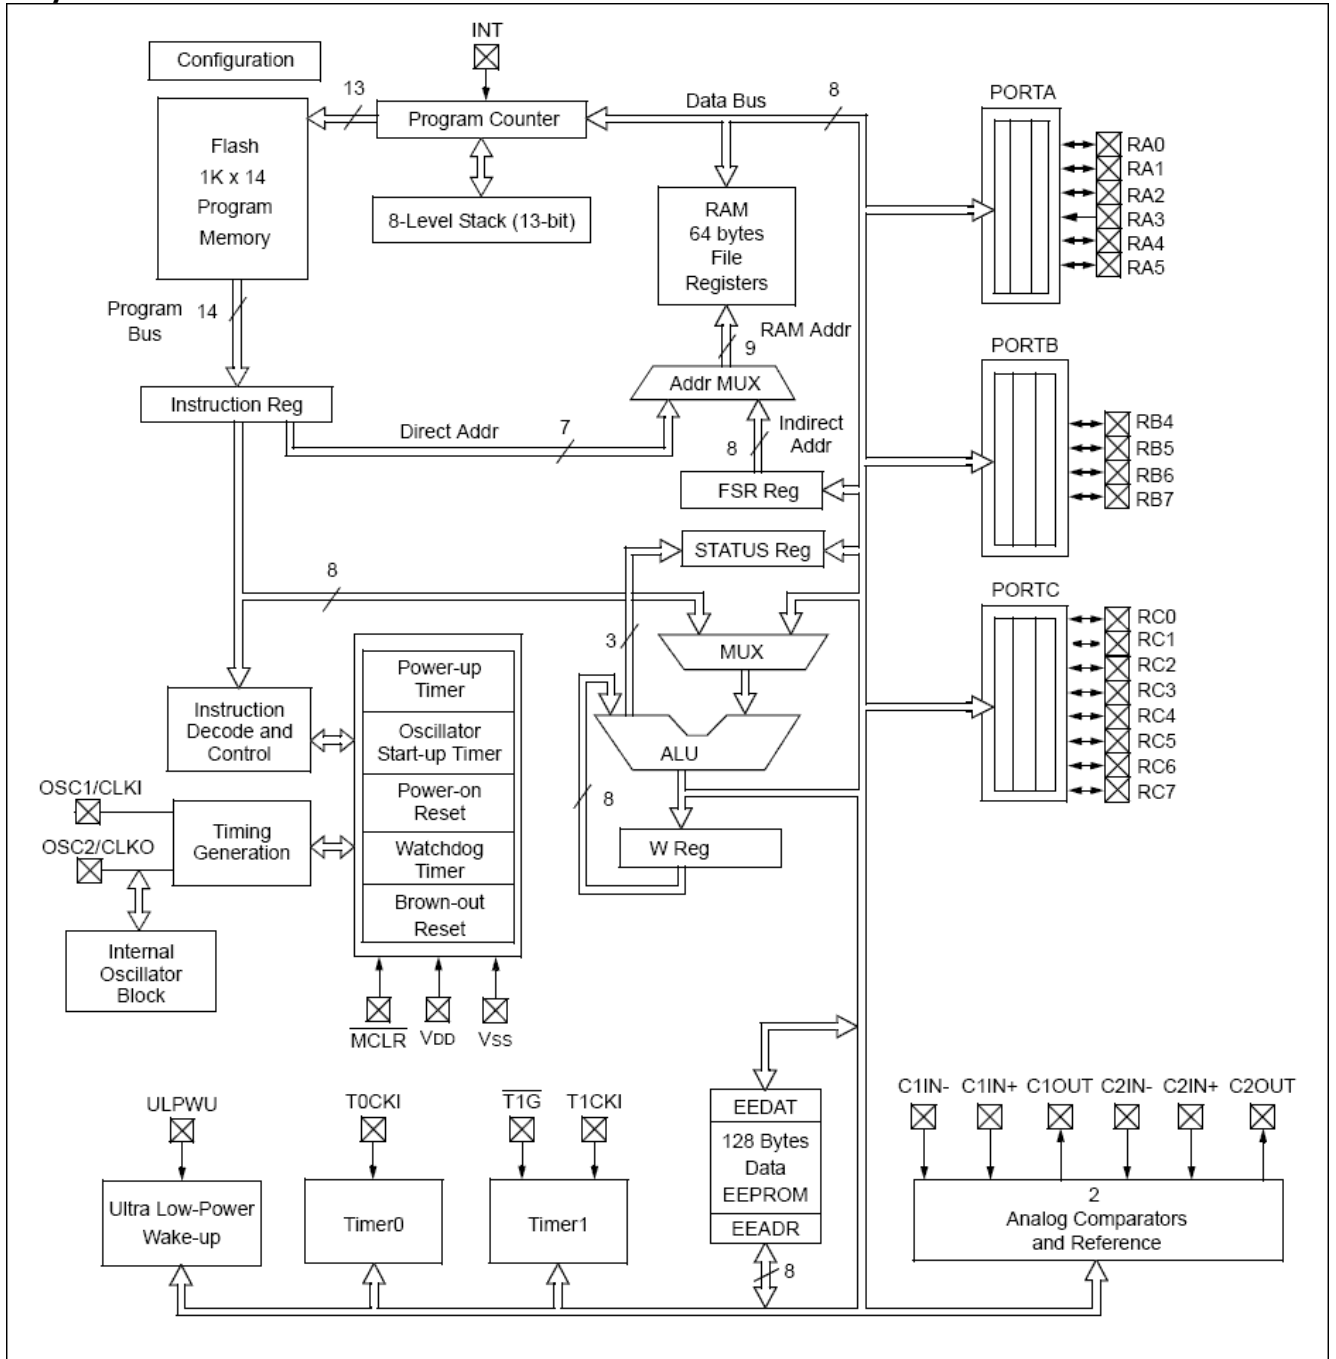 INT
Configuration
13
Program Counter
Data Bus
8
PORTA
Flash
1K x 14
Program
Memory
8-Level Stack (13-bit)
RAM
64 bytes
File
Registers
RA0
RA1
RA2
RA3
RA4
RA5
Program
Bus
14
RAM Addr
9
Addr MUX
PORTB
Instruction Reg
Direct Addr
7
Indirect
Addr
8
FSR Reg
RB4
RB5
RB6
RB7
STATUS Reg
8
PORTC
3
MUX
RC0
RC1
RC2
RC3
RC4
RC5
RC6
RC7
Power-up
Timer
Oscillator
Start-up Timer
Power-on
Reset
Watchdog
Timer
Brown-out
Reset
Instruction
Decode and
Control
ALU
8
W Reg
OSC1/CLKI
OSC2/CLKO
Timing
Generation
Internal
Oscillator
Block
MCLR
VDD
VSS
ULPWU
T0CKI
T1G
T1CKI
EEDAT
128 Bytes
Data
EEPROM
EEADR
8
C1IN-
C1IN+
C1OUT
C2IN-
C2IN+
C2OUT
Ultra Low-Power
Wake-up
Timer0
Timer1
2
Analog Comparators
and Reference